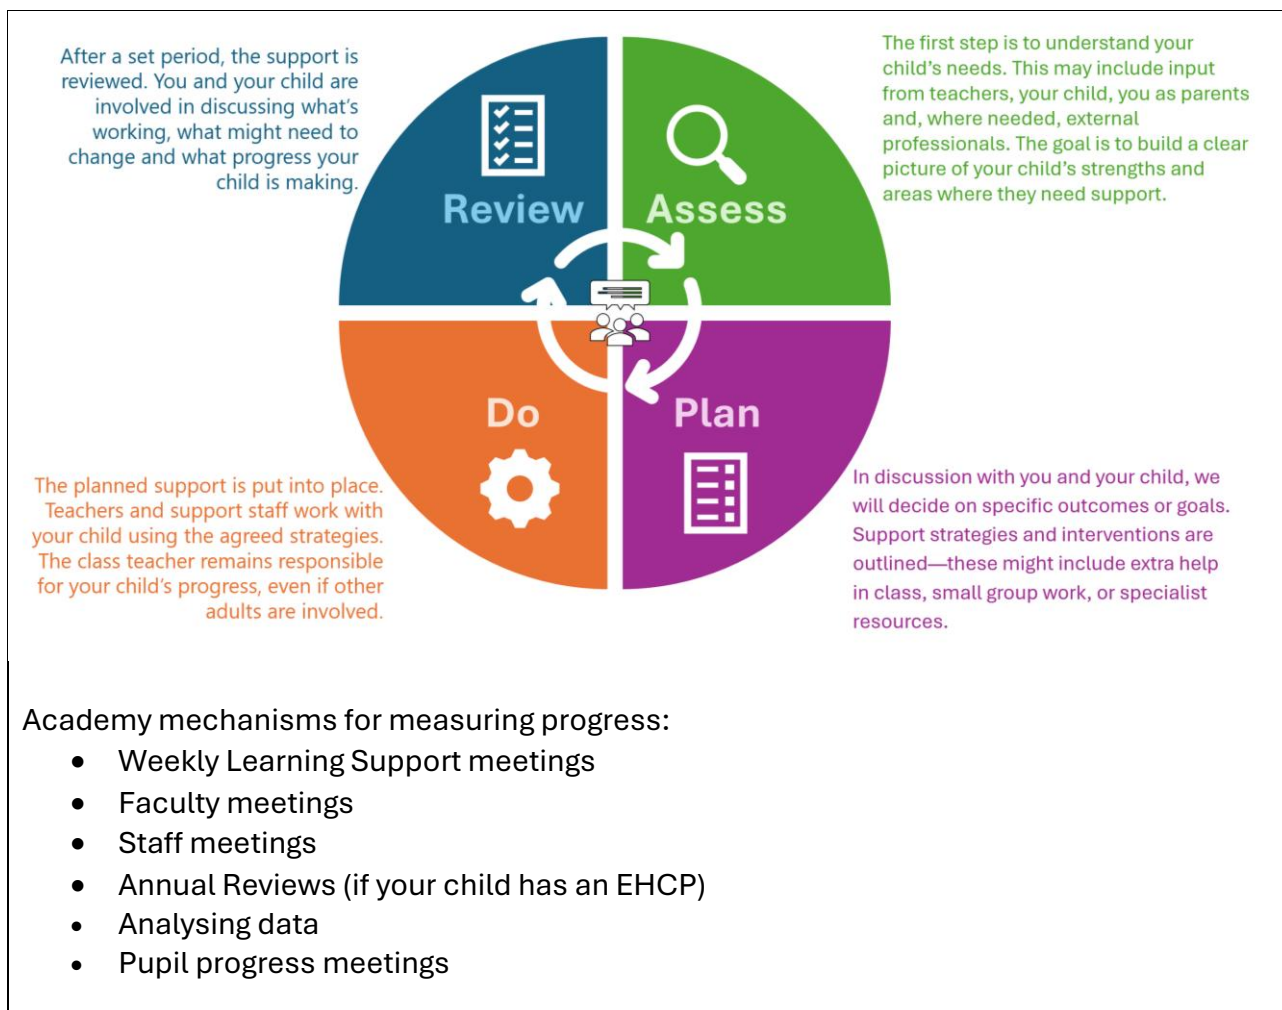 After a set period, the support is
reviewed. You and your child are
involved in discussing what's
working, what might need to
change and what progress your
child is making.
Review
Assess
The first step is to understand your
child's needs. This may include input
from teachers, your child, you as parents
and, where needed, external
professionals. The goal is to build a clear
picture of your child's strengths and
areas where they need support.
Do
Plan
The planned support is put into place.
Teachers and support staff work with
your child using the agreed strategies.
The class teacher remains responsible
for your child's progress, even if other
adults are involved.
In discussion with you and your child, we
will decide on specific outcomes or goals.
Support strategies and interventions are
outlined—these might include extra help
in class, small group work, or specialist
resources.
Academy mechanisms for measuring progress:
• Weekly Learning Support meetings
• Faculty meetings
• Staff meetings
• Annual Reviews (if your child has an EHCP)
• Analysing data
• Pupil progress meetings